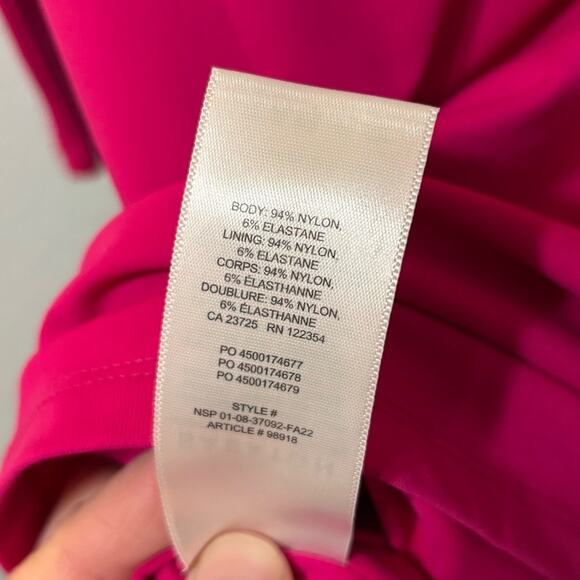 BODY: 94% NYLON,
6% ELASTANE
LINING: 94% NYLON,
6% ELASTANE
CORPS: 94% NYLON,
6% ÉLASTHANNE
DOUBLURE: 94% NYLON,
6% ÉLASTHANNE
CA 23725 RN 122354
PO 4500174677
PO 4500174678
PO 4500174679
STYLE #
NSP 01-08-37092-FA22
ARTICLE # 98918